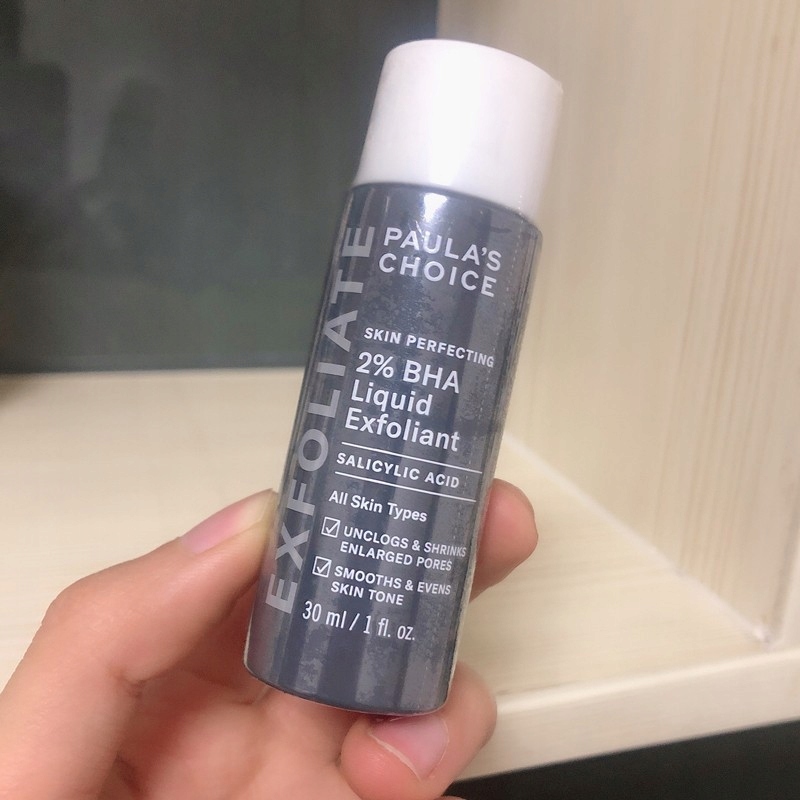 EXFOLIATE
PAULA'S
CHOICE
SKIN PERFECTING
2% BHA
Liquid
Exfoliant
SALICYLIC ACID
All Skin Types
UNCLOGS & SHRINKS
ENLARGED PORES
SMOOTHS & EVENS
SKIN TONE
30 ml / 1 fl. oz.